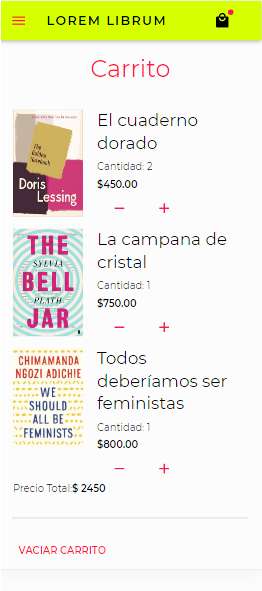 LOREM LIBRUM
Carrito
The
Golden
Notebook
Doris
Lessing
El cuaderno
dorado
Cantidad: 2
$450.00
− +
THE
SYLVIA
BELL
PLATH
JAR
La campana de
cristal
Cantidad: 1
$750.00
− +
CHIMAMANDA
NGOZI ADICHIE
WE
SHOULD
ALL BE
FEMINISTS
Todos
deberíamos ser
feministas
Cantidad: 1
$800.00
− +
Precio Total:$ 2450
VACIAR CARRITO